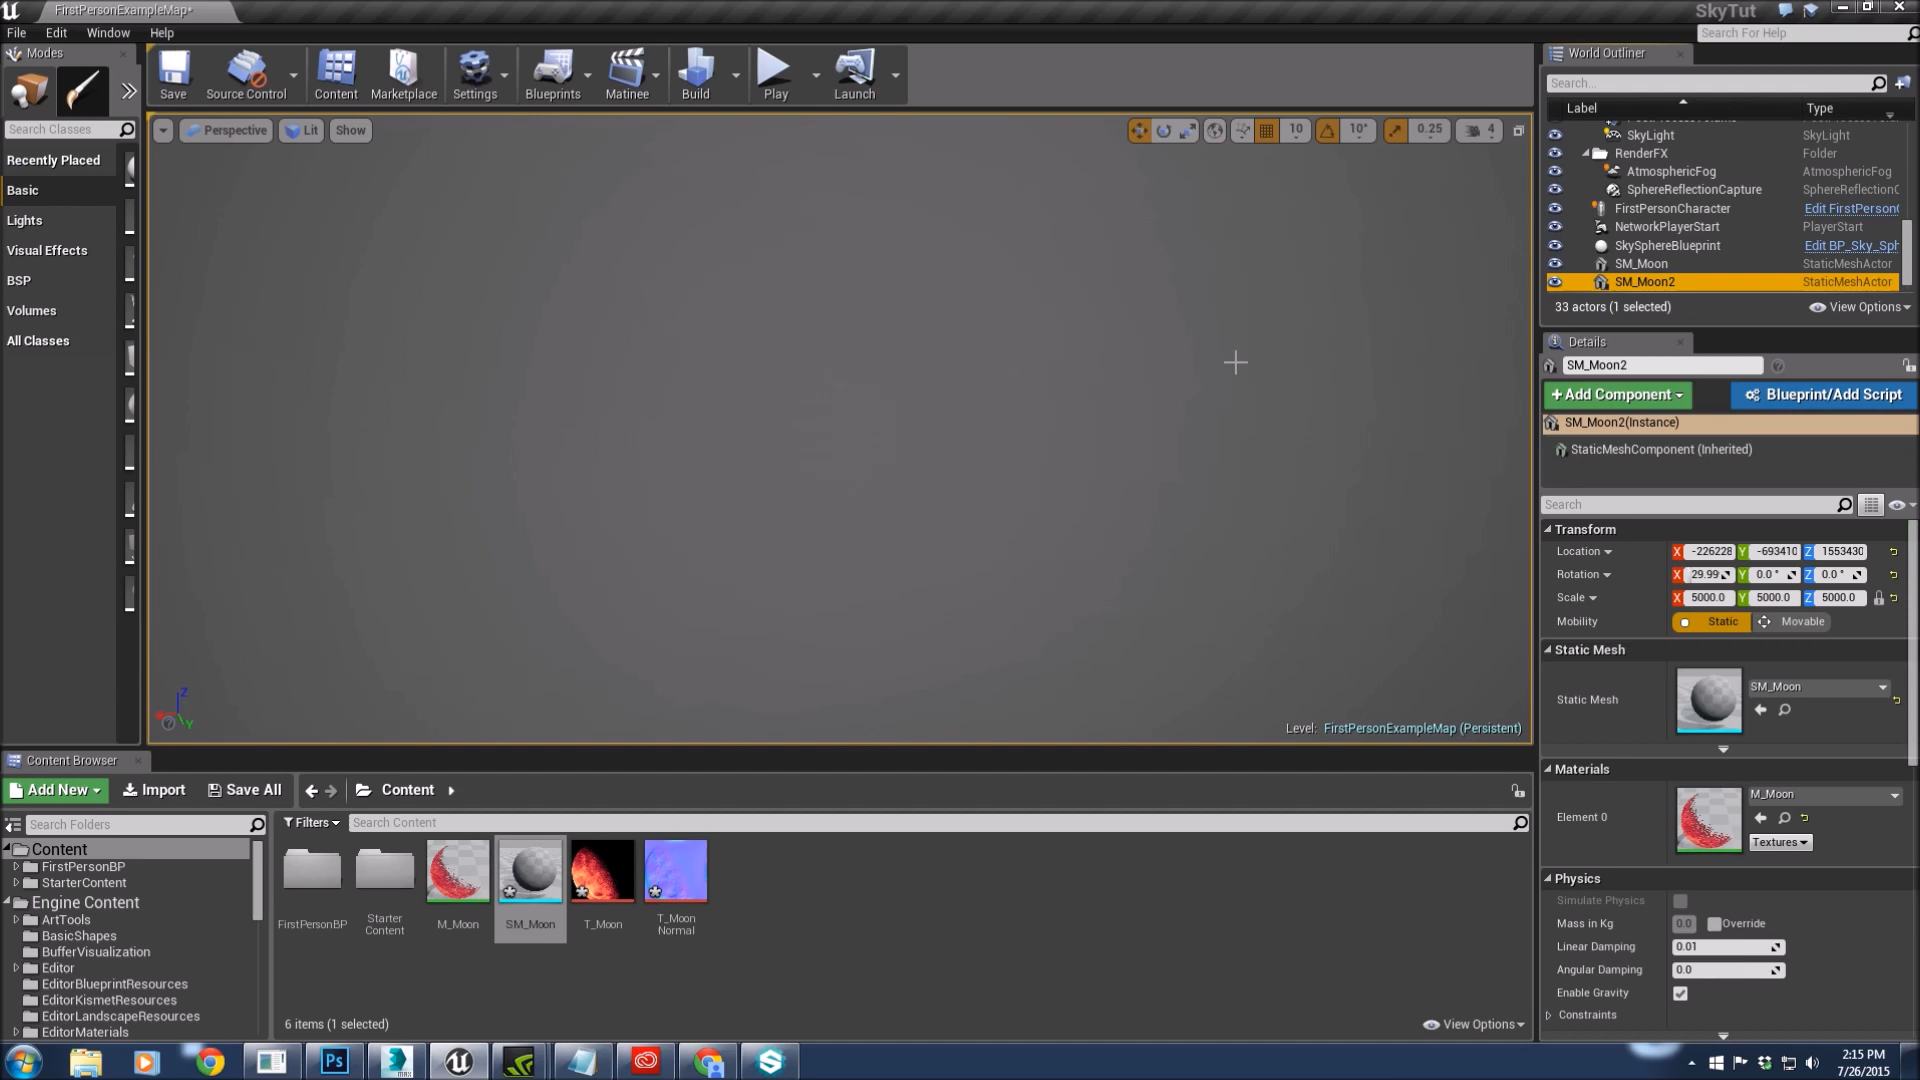 FirstPersonExampleMap*
SkyTut
File Edit Window Help
Search For Help
Modes
Save
Source Control
Content
Marketplace
Settings
Blueprints
Matinee
Build
Play
Launch
Search Classes
Recently Placed
Basic
Lights
Visual Effects
BSP
Volumes
All Classes
Perspective
Lit
Show
10
10°
0.25
4
Level: FirstPersonExampleMap (Persistent)
World Outliner
Search...
Label Type
SkyLight SkyLight
RenderFX Folder
AtmosphericFog AtmosphericFog
SphereReflectionCapture SphereReflectionC
FirstPersonCharacter Edit FirstPerson
NetworkPlayerStart PlayerStart
SkySphereBlueprint Edit BP_Sky_Sph
SM_Moon StaticMeshActor
SM_Moon2 StaticMeshActor
33 actors (1 selected) View Options
Details
SM_Moon2
+Add Component
Blueprint/Add Script
SM_Moon2(Instance)
StaticMeshComponent (Inherited)
Search
Transform
Location X -226228 Y -693410 Z 1553430
Rotation X 29.99 Y 0.0° Z 0.0°
Scale X 5000.0 Y 5000.0 Z 5000.0
Mobility Static Movable
Static Mesh
Static Mesh SM_Moon
Materials
Element 0 M_Moon
Textures
Physics
Simulate Physics
Mass in Kg 0.0 Override
Linear Damping 0.01
Angular Damping 0.0
Enable Gravity
Constraints
Content Browser
Add New Import Save All Content
Search Folders
Filters Search Content
Content
FirstPersonBP
StarterContent
Engine Content
ArtTools
BasicShapes
BufferVisualization
Editor
EditorBlueprintResources
EditorKismetResources
EditorLandscapeResources
EditorMaterials
FirstPersonBP
Starter
Content
M_Moon
SM_Moon
T_Moon
T_Moon
Normal
6 items (1 selected)
View Options
Z
Y
Ps
MAX
2:15 PM
7/26/2015